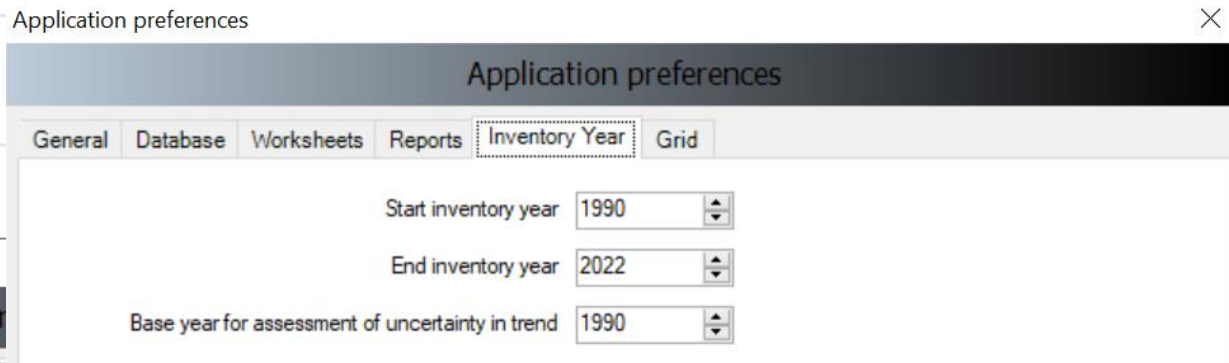 Application preferences
Application preferences
General Database Worksheets Reports Inventory Year Grid
Start inventory year 1990
End inventory year 2022
Base year for assessment of uncertainty in trend 1990